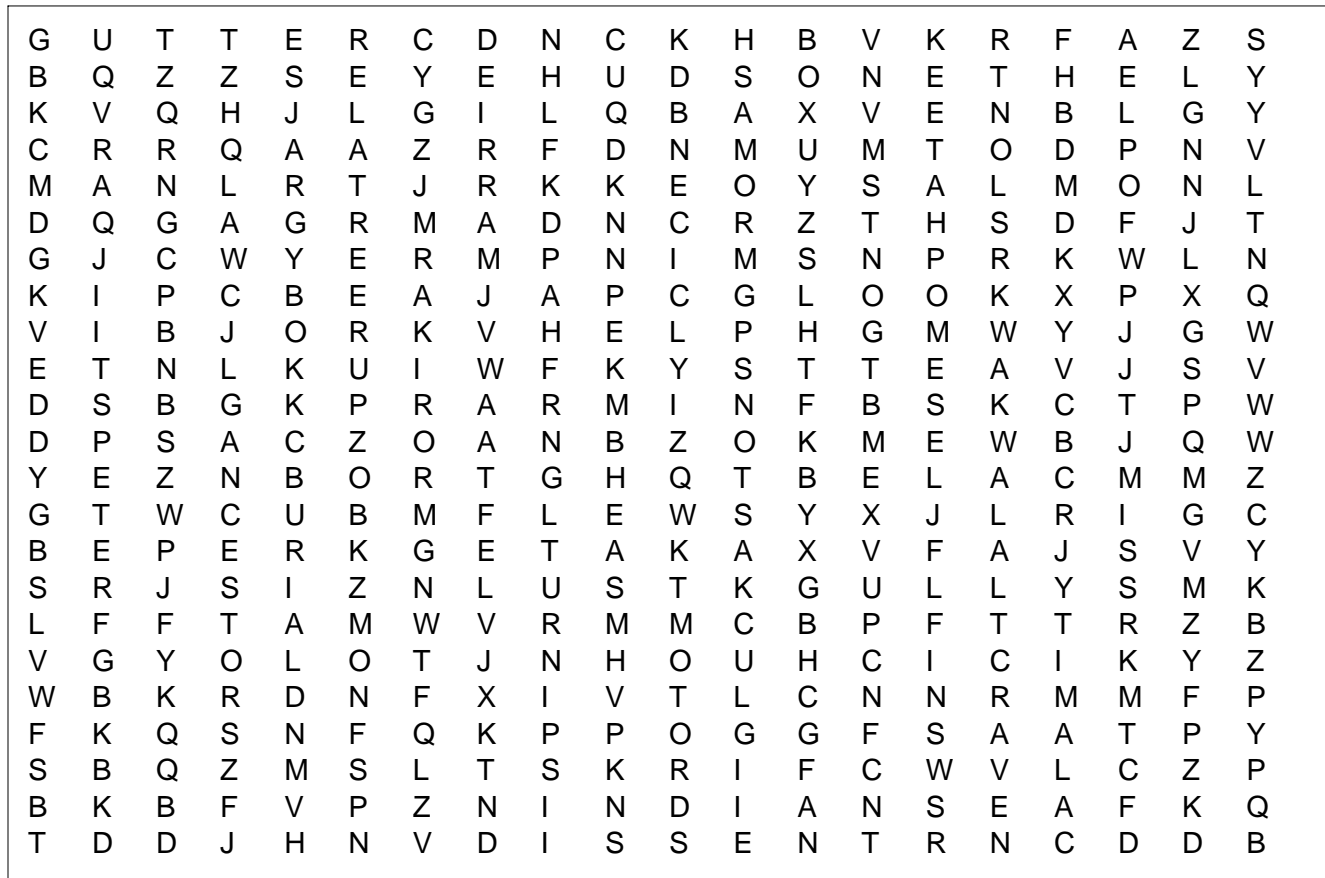 G U T T E R C D N C K H B V K R F A Z S
B Q Z Z S E Y E H U D S O N E T H E L Y
K V Q H J L G I L Q B A X V E N B L G Y
C R R Q A A Z R F D N M U M T O D P N V
M A N L R T J R K K E O Y S A L M O N L
D Q G A G R M A D N C R Z T H S D F J T
G J C W Y E R M P N I M S N P R K W L N
K I P C B E A J A P C G L O O K X P X Q
V I B J O R K V H E L P H G M W Y J G W
E T N L K U I W F K Y S T T E A V J S V
D S B G K P R A R M I N F B S K C T P W
D P S A C Z O A N B Z O K M E W B J Q W
Y E Z N B O R T G H Q T B E L A C M M Z
G T W C U B M F L E W S Y X J L R I G C
B E P E R K G E T A K A X V F A J S V Y
S R J S I Z N L U S T K G U L L Y S M K
L F F T A M W V R M M C B P F T T R Z B
V G Y O L O T J N H O U H C I C I K Y Z
W B K R D N F X I V T L C N N R M M F P
F K Q S N F Q K P P O G G F S A A T P Y
S B Q Z M S L T S K R I F C W V L C Z P
B K B F V P Z N I N D I A N S E A F K Q
T D D J H N V D I S S E N T R N C D D B